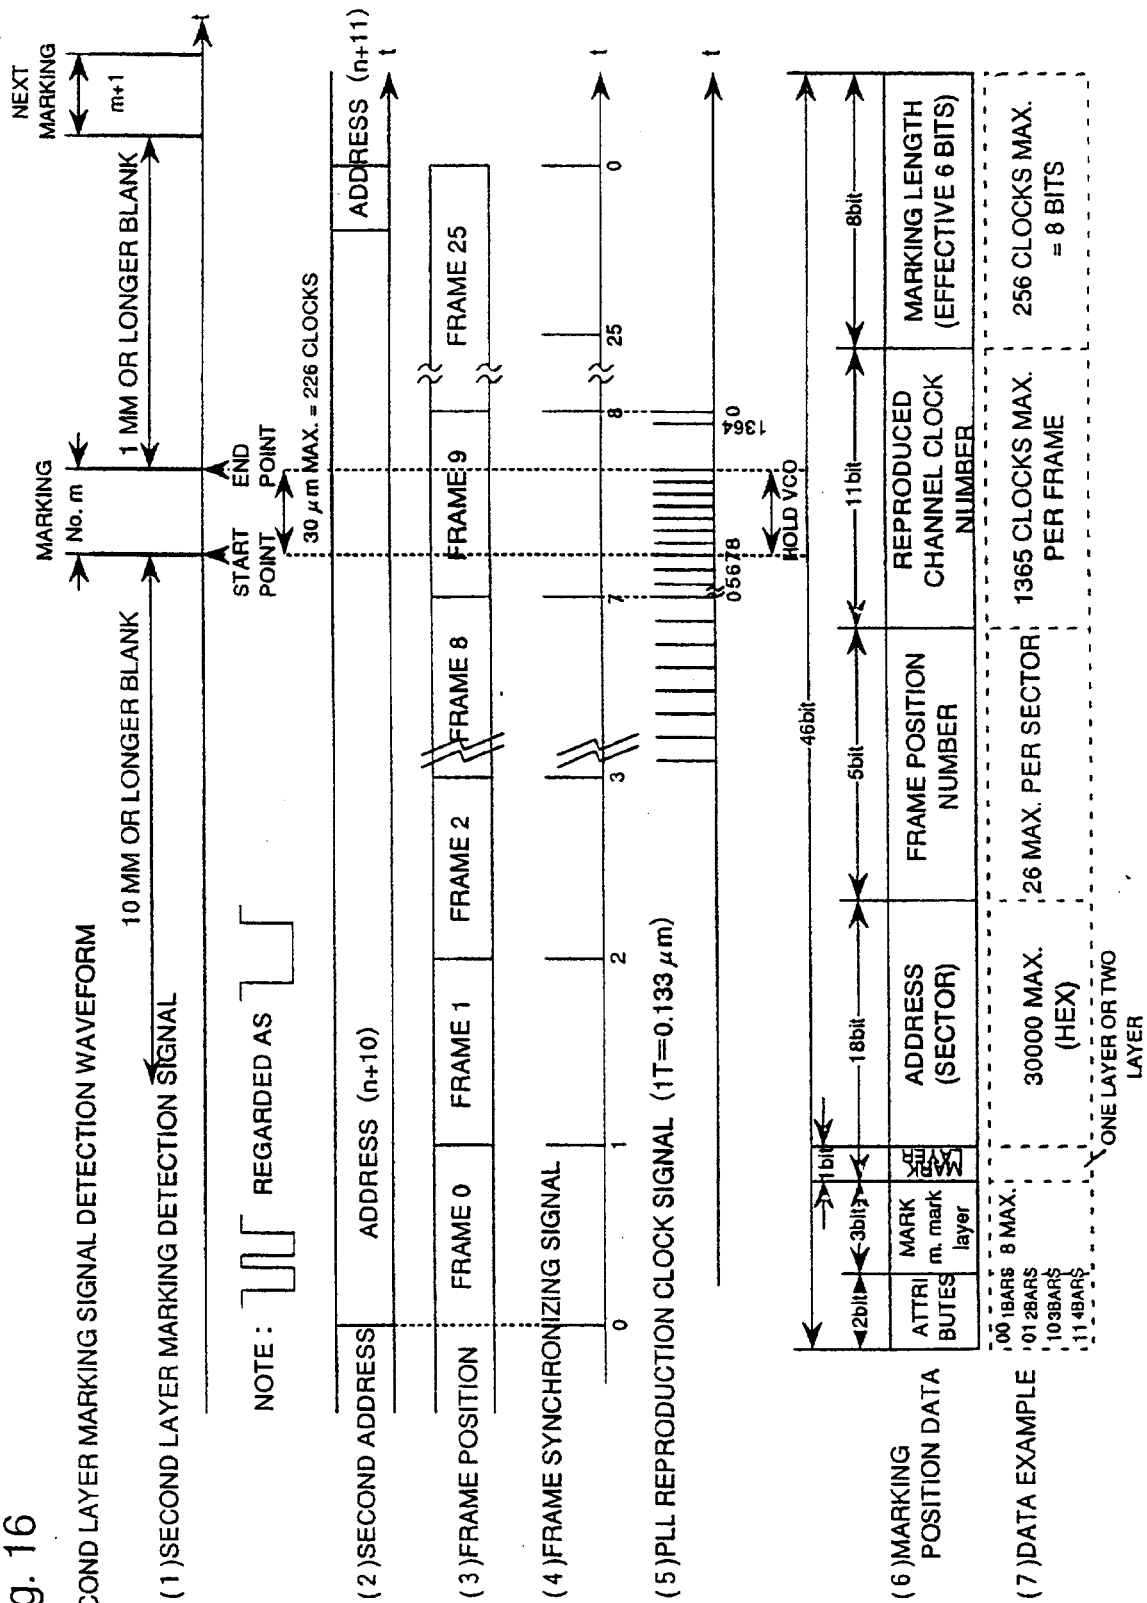 g. 16
COND LAYER MARKING SIGNAL DETECTION WAVEFORM
MARKING
No. m
NEXT
MARKING
m+1
10 MM OR LONGER BLANK
1 MM OR LONGER BLANK
(1)SECOND LAYER MARKING DETECTION SIGNAL
t
START
POINT
END
POINT
NOTE :
REGARDED AS
30 μm MAX. = 226 CLOCKS
(2)SECOND ADDRESS
ADDRESS (n+10)
ADDRESS (n+11)
t
(3)FRAME POSITION
FRAME 0
FRAME 1
FRAME 2
FRAME 8
FRAME 9
FRAME 25
(4)FRAME SYNCHRONIZING SIGNAL
0 1 2 3 7 8 25 0
t
(5)PLL REPRODUCTION CLOCK SIGNAL (1T=0.133 μm)
05678
1364
0
t
HOLD VCO
46bit
2bit
3bit
1bit
18bit
5bit
11bit
8bit
(6)MARKING
POSITION DATA
ATTRI
BUTES
MARK
m. mark
layer
MARK
LAYER
ADDRESS
(SECTOR)
FRAME POSITION
NUMBER
REPRODUCED
CHANNEL CLOCK
NUMBER
MARKING LENGTH
(EFFECTIVE 6 BITS)
(7)DATA EXAMPLE
00 1BARS
01 2BARS
10 3BARS
11 4BARS
8 MAX.
30000 MAX.
(HEX)
26 MAX. PER SECTOR
1365 CLOCKS MAX.
PER FRAME
256 CLOCKS MAX.
= 8 BITS
ONE LAYER OR TWO
LAYER